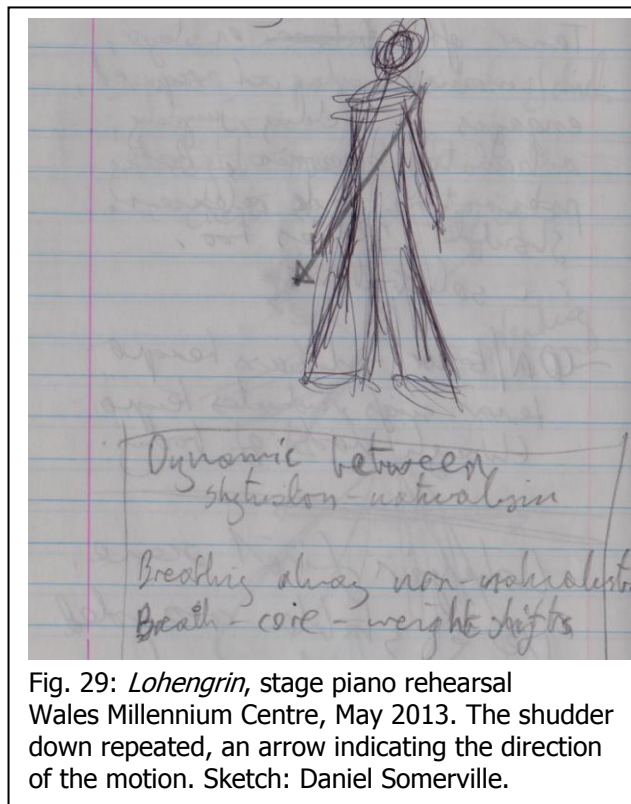 Dynamic between
stylization-naturalism
Breathing always non-naturalistic
Breath - core - weight shifts
Fig. 29: Lohengrin, stage piano rehearsal
Wales Millennium Centre, May 2013. The shudder
down repeated, an arrow indicating the direction
of the motion. Sketch: Daniel Somerville.